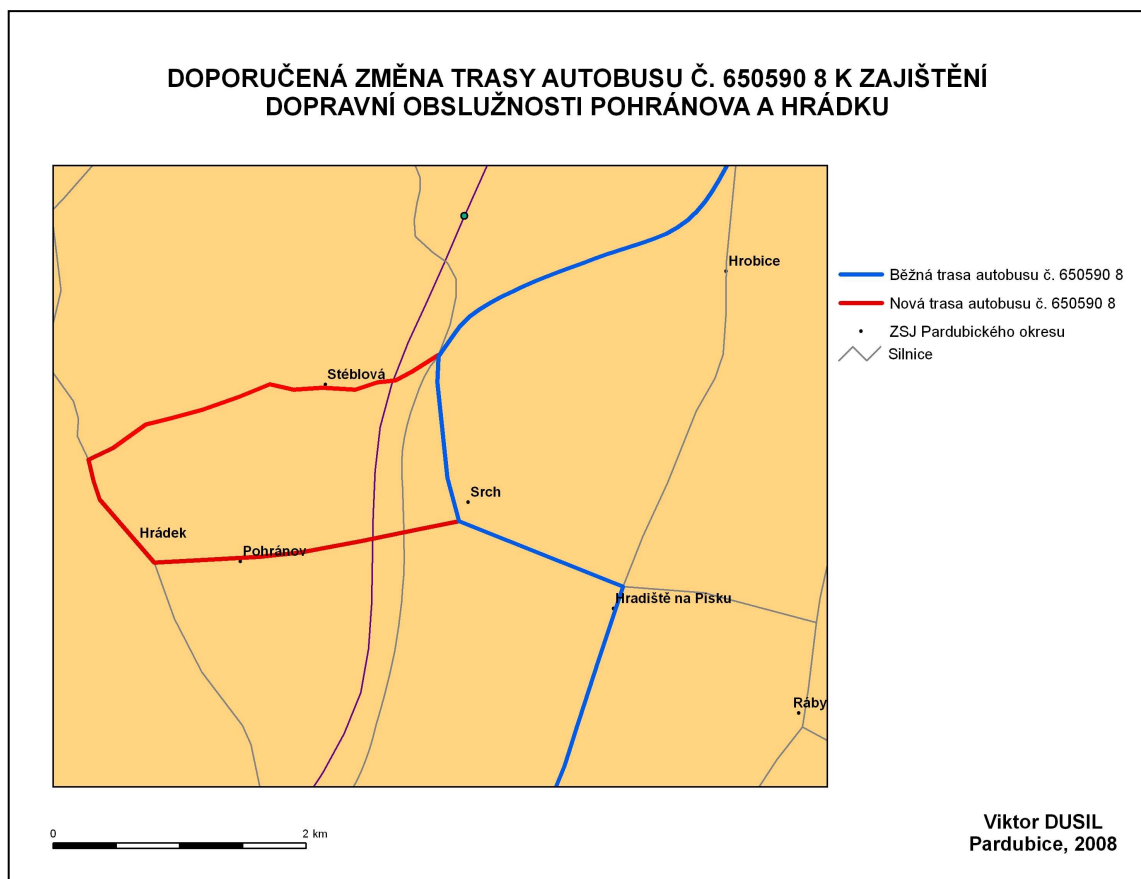 DOPORUČENÁ ZMĚNA TRASY AUTOBUSU Č. 650590 8 K ZAJIŠTĚNÍ
DOPRAVNÍ OBSLUŽNOSTI POHRÁNOVA A HRÁDKU
Hrobice
Stéblová
Srch
Hrádek
Pohránov
Hradiště na Písku
Ráby
Běžná trasa autobusu č. 650590 8
Nová trasa autobusu č. 650590 8
ZSJ Pardubického okresu
Silnice
0 2 km
Viktor DUSIL
Pardubice, 2008